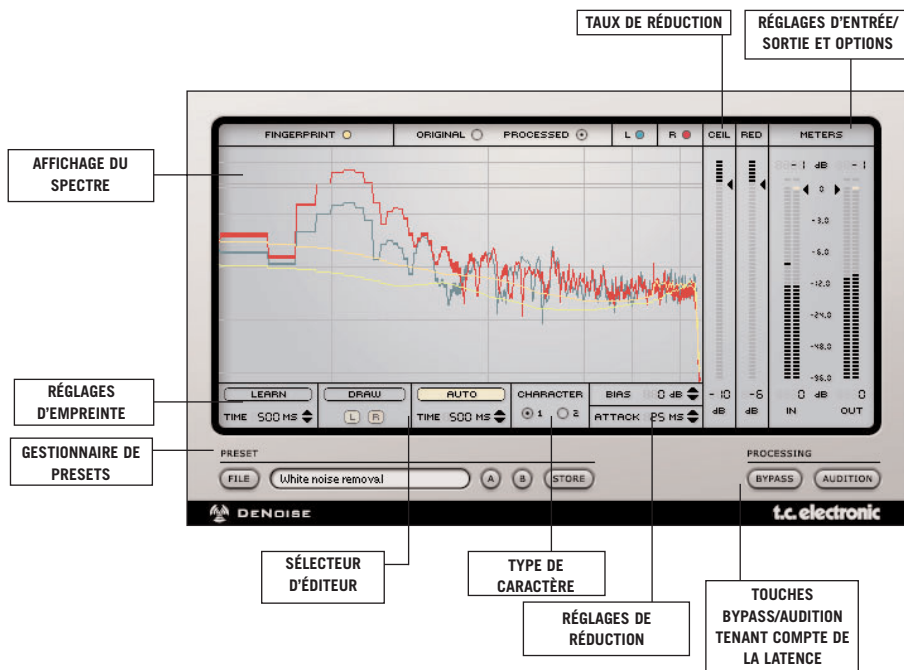 TAUX DE RÉDUCTION
RÉGLAGES D'ENTRÉE/
SORTIE ET OPTIONS
FINGERPRINT
ORIGINAL
PROCESSED
L
R
CEIL
RED
METERS
AFFICHAGE DU
SPECTRE
-1 dB -1
0
-3.0
-6.0
-12.0
-24.0
-48.0
-96.0
RÉGLAGES
D'EMPREINTE
LEARN
DRAW
AUTO
CHARACTER
BIAS 0 dB
-10
-6
0 dB 0
TIME 500 MS
L R
TIME 500 MS
1 2
ATTACK 25 MS
dB
dB
IN
OUT
GESTIONNAIRE DE
PRESETS
PRESET
PROCESSING
FILE
White noise removal
A
B
STORE
BYPASS
AUDITION
DENOISE
t.c. electronic
SÉLECTEUR
D'ÉDITEUR
TYPE DE
CARACTÈRE
RÉGLAGES DE
RÉDUCTION
TOUCHES
BYPASS/AUDITION
TENANT COMPTE DE
LA LATENCE